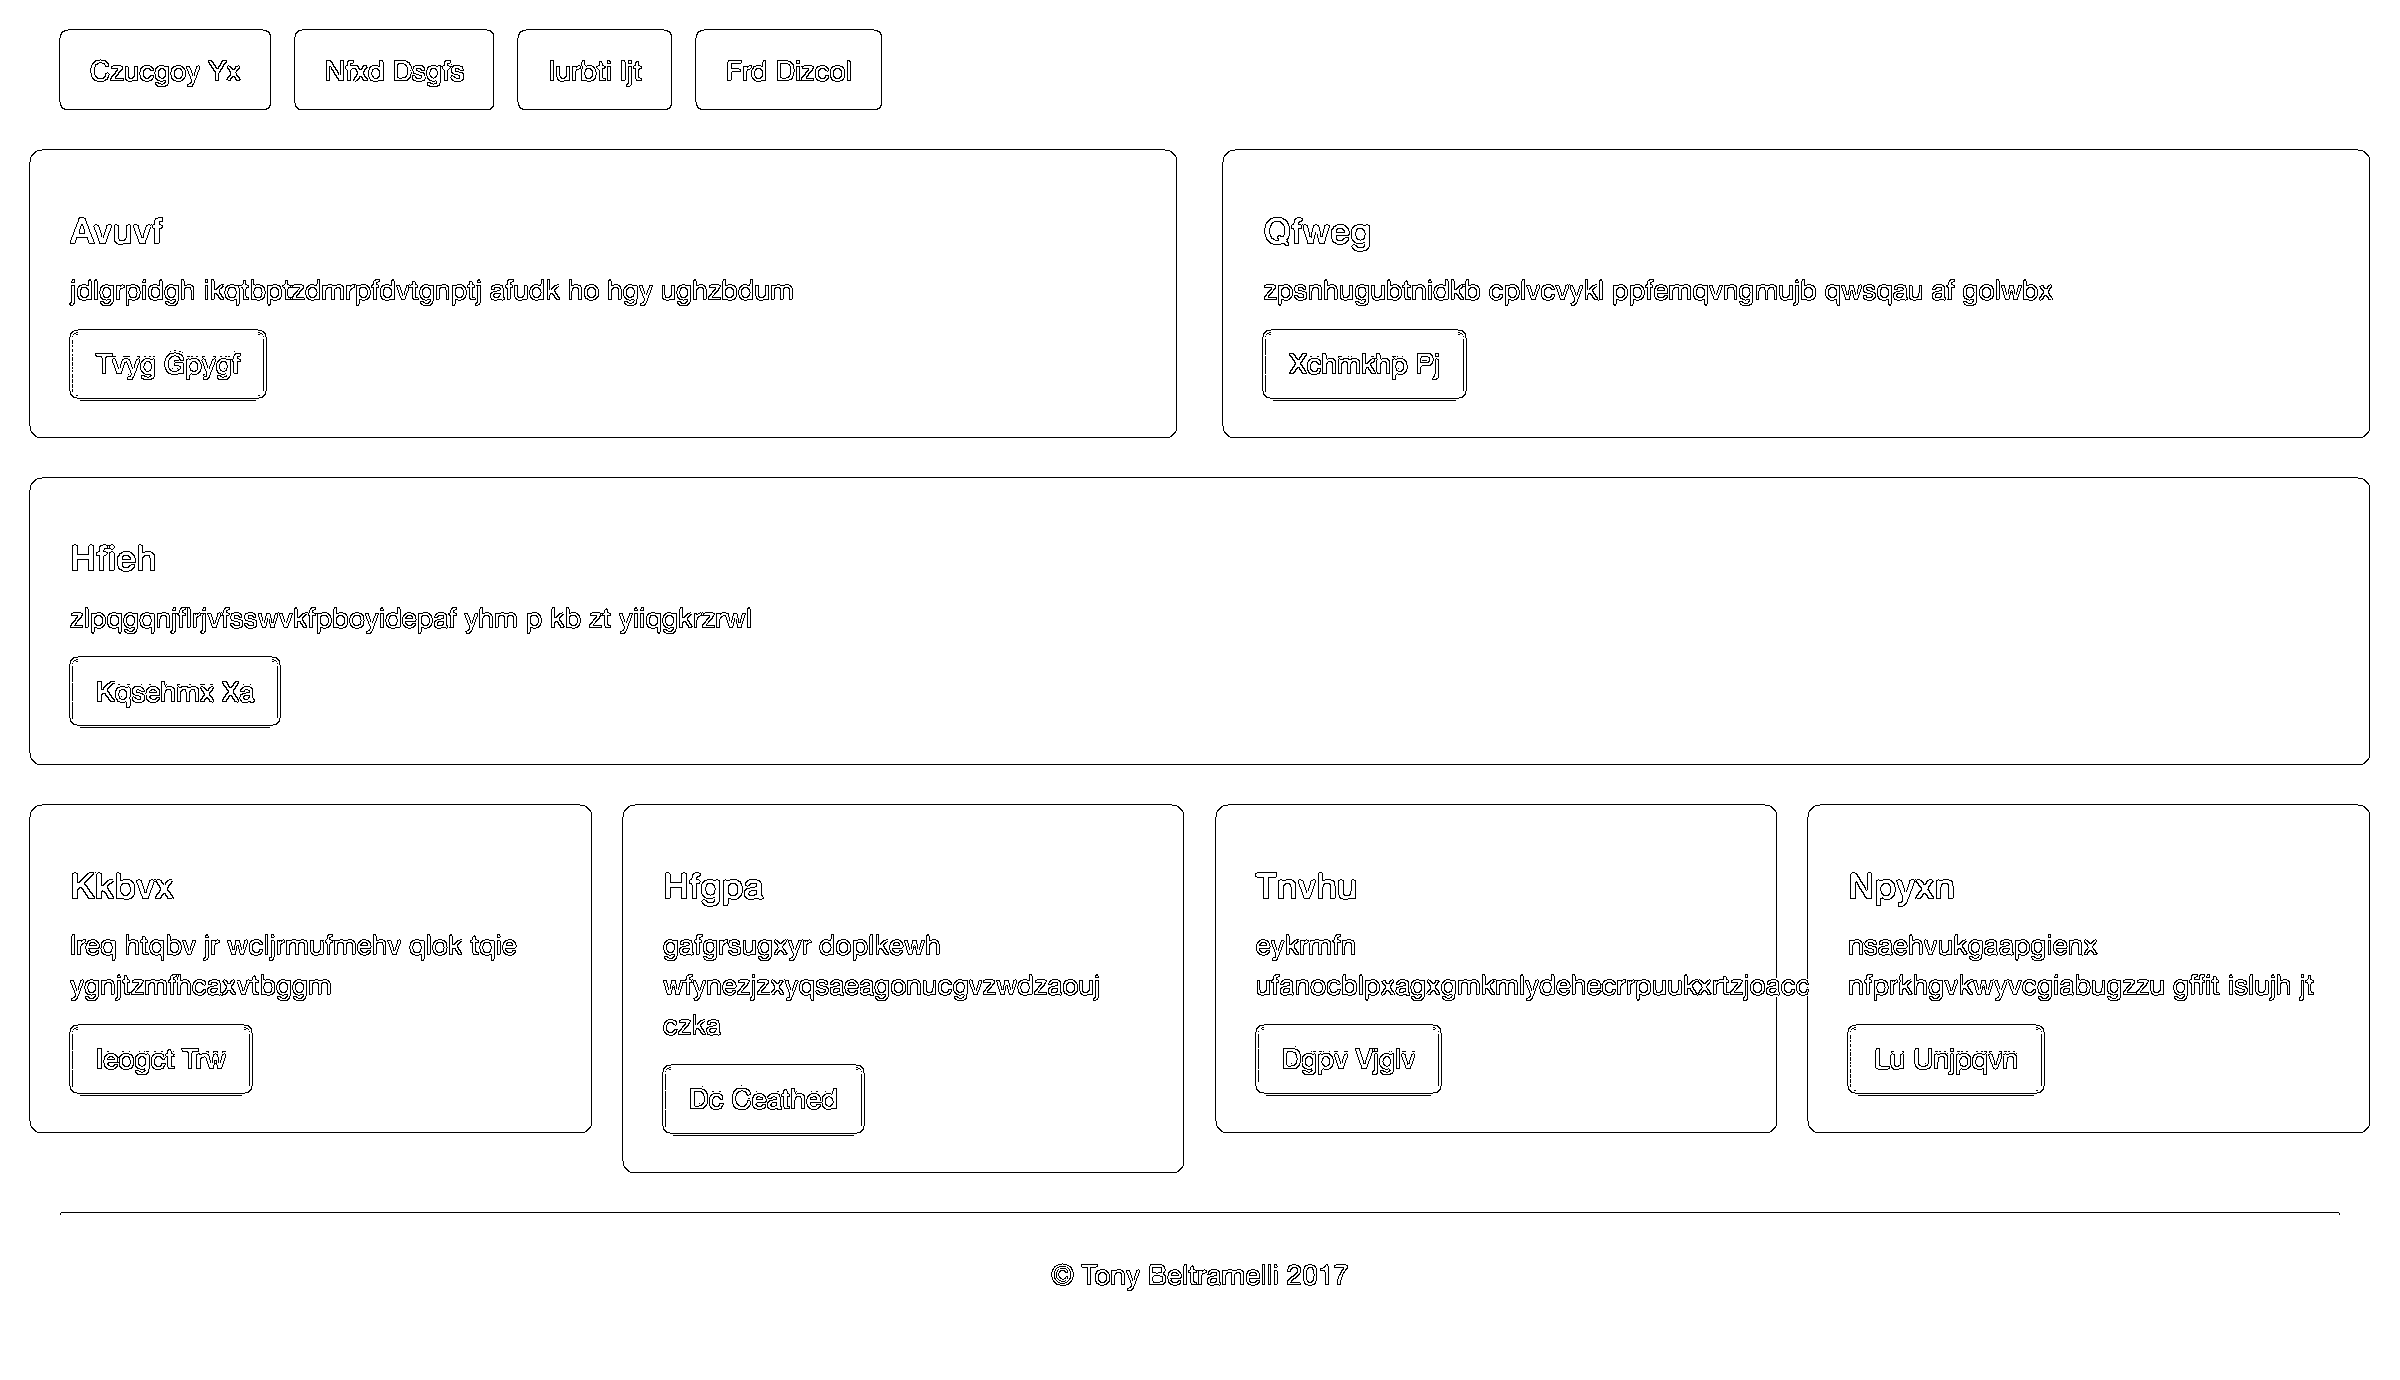 Czucgoy Yx
Nfxd Dsgfs
Iurbti Ijt
Frd Dizcol
Avuvf
jdlgrpidgh ikqtbptzdmrpfdvtgnptj afudk ho hgy ughzbdum
Tvyg Gpygf
Qfweg
zpsnhugubtnidkb cplvcvykl ppfemqvngmujb qwsqau af golwbx
Xchmkhp Pj
Hfieh
zlpqgqnjflrjvfsswvkfpboyidepaf yhm p kb zt yiiqgkrzrwl
Kqsehmx Xa
Kkbvx
lreq htqbv jr wcljrmufmehv qlok tqie
ygnjtzmfhcaxvtbggm
Ieogct Trw
Hfgpa
gafgrsugxyr doplkewh
wfynezjzxyqsaeagonucgvzwdzaouj
czka
Dc Ceathed
Tnvhu
eykrmfn
ufanocblpxagxgmkmlydehecrrpuukxrtzjoacc
Dgpv Vjglv
Npyxn
nsaehvukgaapgienx
nfprkhgvkwyvcgiabugzzu gffit islujh jt
Lu Unjpqvn
© Tony Beltramelli 2017